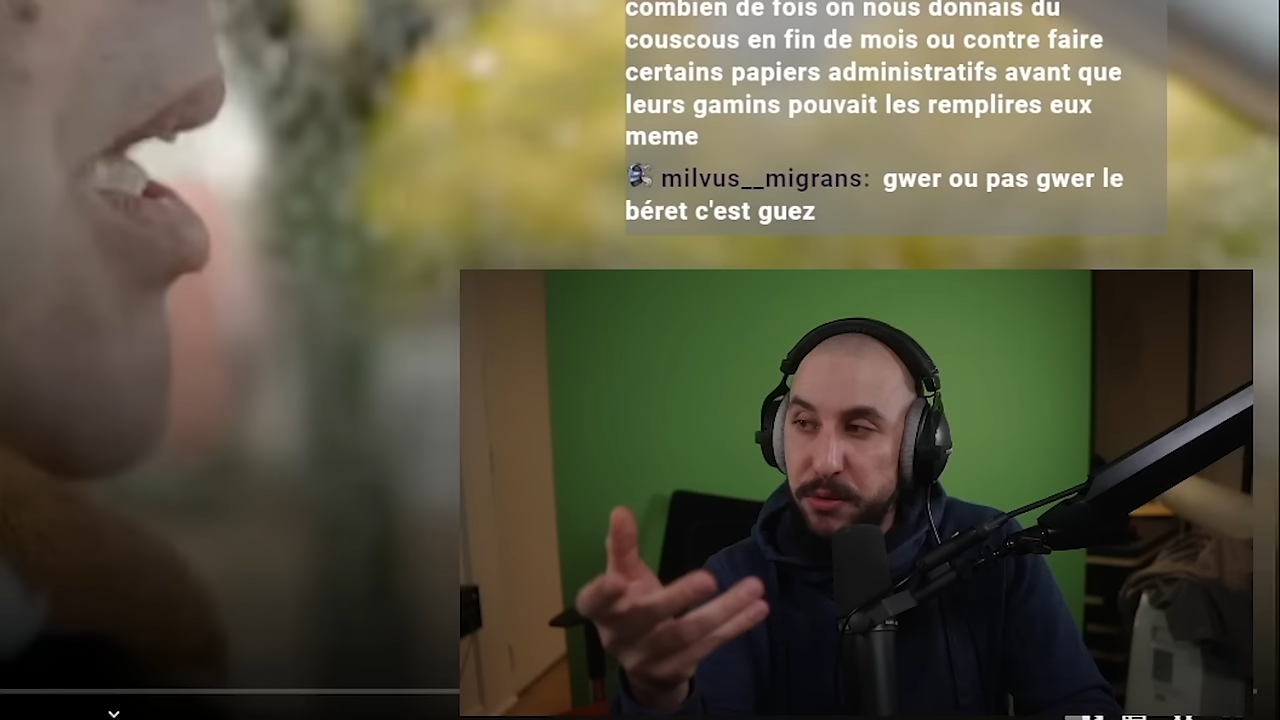 combien de fois on nous donnais du
couscous en fin de mois ou contre faire
certains papiers administratifs avant que
leurs gamins pouvait les remplires eux
meme
milvus__migrans: gwer ou pas gwer le
béret c'est guez